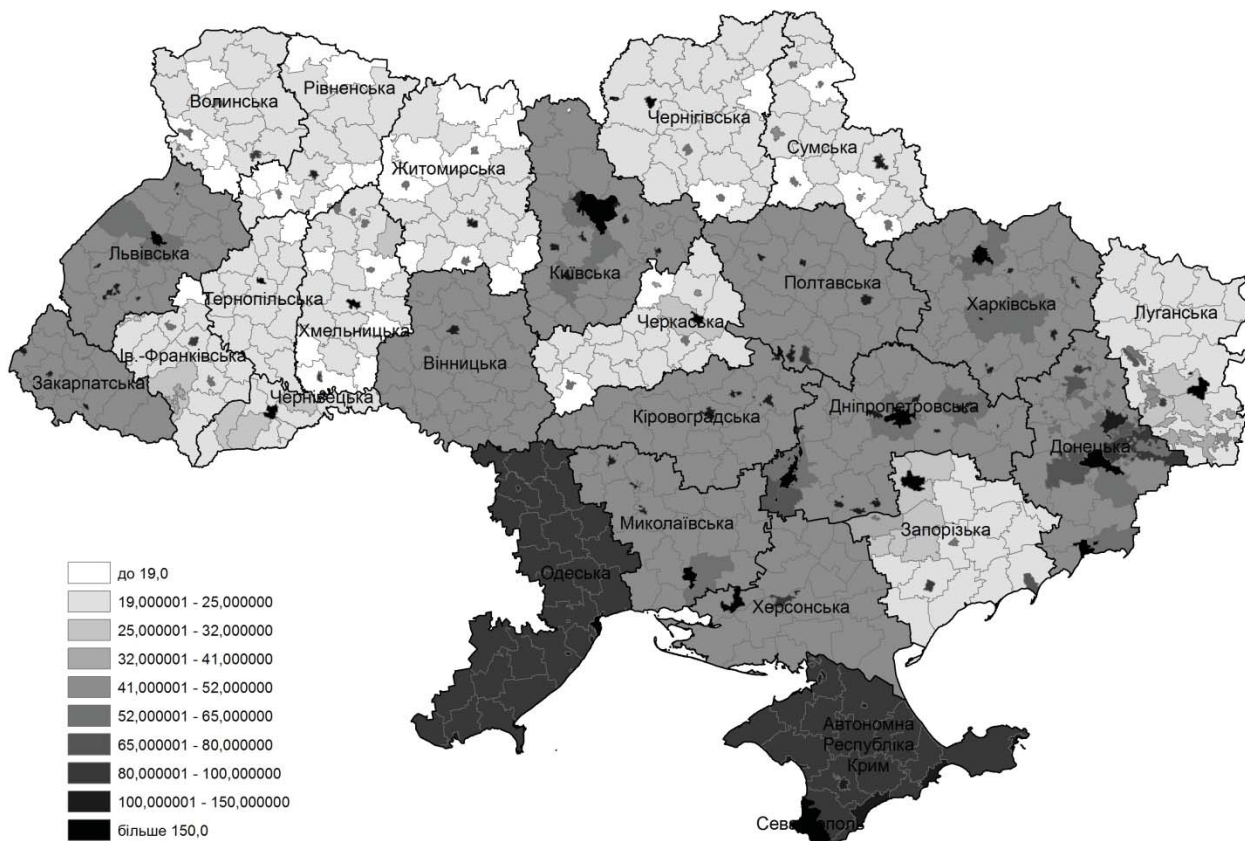 Волинська
Рівненська
Житомирська
Чернігівська
Сумська
Львівська
Тернопільська
Хмельницька
Київська
Черкаська
Полтавська
Харківська
Луганська
Ів.-Франківська
Закарпатська
Чернівецька
Вінницька
Кіровоградська
Дніпропетровська
Донецька
Миколаївська
Запорізька
Одеська
Херсонська
Автономна
Республіка
Крим
Севастополь
до 19,0
19,000001 - 25,000000
25,000001 - 32,000000
32,000001 - 41,000000
41,000001 - 52,000000
52,000001 - 65,000000
65,000001 - 80,000000
80,000001 - 100,000000
100,000001 - 150,000000
більше 150,0